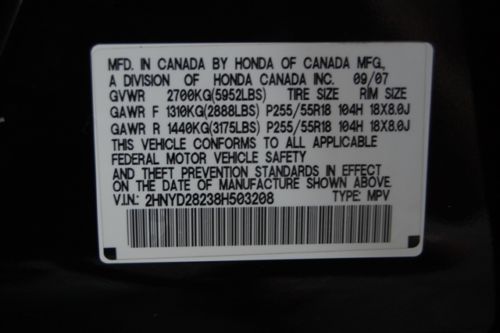 MFD. IN CANADA BY HONDA OF CANADA MFG.,
A DIVISION OF HONDA CANADA INC. 09/07
GVWR 2700KG(5952LBS) TIRE SIZE RIM SIZE
GAWR F 1310KG(2888LBS) P255/55R18 104H 18X8.0J
GAWR R 1440KG(3175LBS) P255/55R18 104H 18X8.0J
THIS VEHICLE CONFORMS TO ALL APPLICABLE
FEDERAL MOTOR VEHICLE SAFETY
AND THEFT PREVENTION STANDARDS IN EFFECT
ON THE DATE OF MANUFACTURE SHOWN ABOVE.
V.I.N.: 2HNYD28238H503208 TYPE: MPV